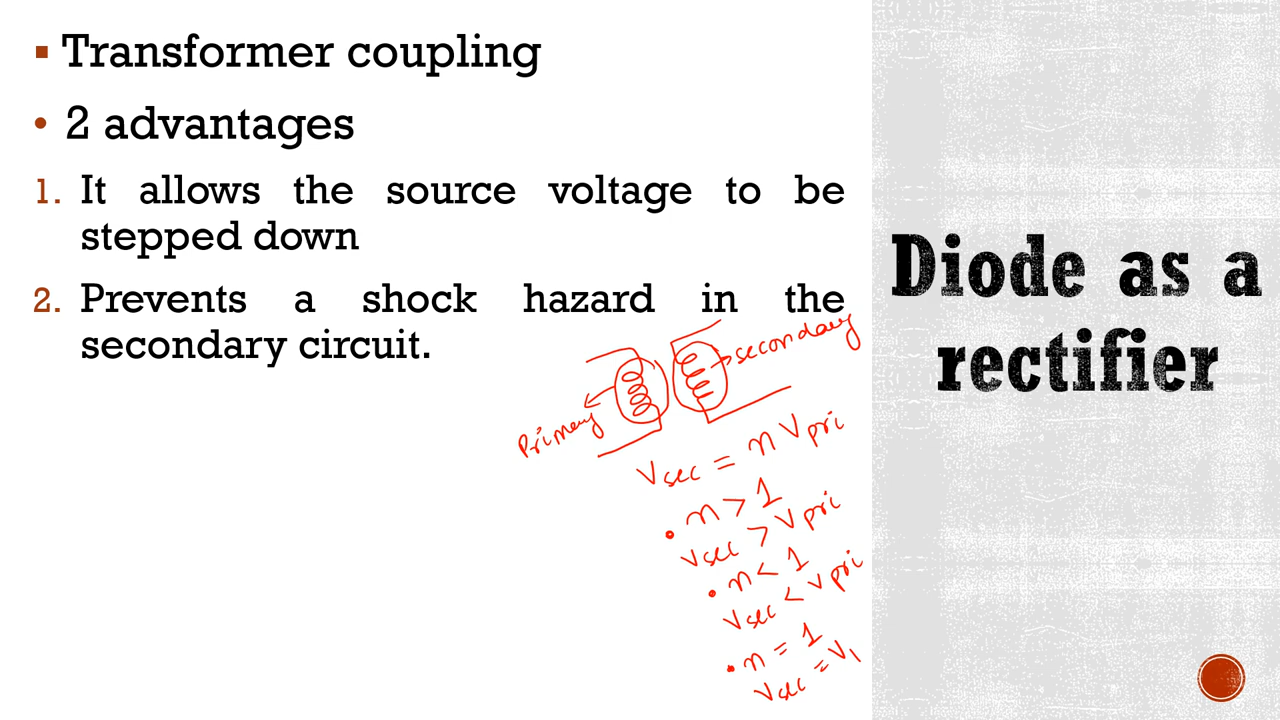 Transformer coupling
2 advantages
1. It allows the source voltage to be
stepped down
2. Prevents a shock hazard in the
secondary circuit.
Diode as a
rectifier
secondary
Primary
Vsec = n Vpri
• n > 1
Vsec > Vpri
• n < 1
Vsec < Vpri
• n = 1
Vsec = V1